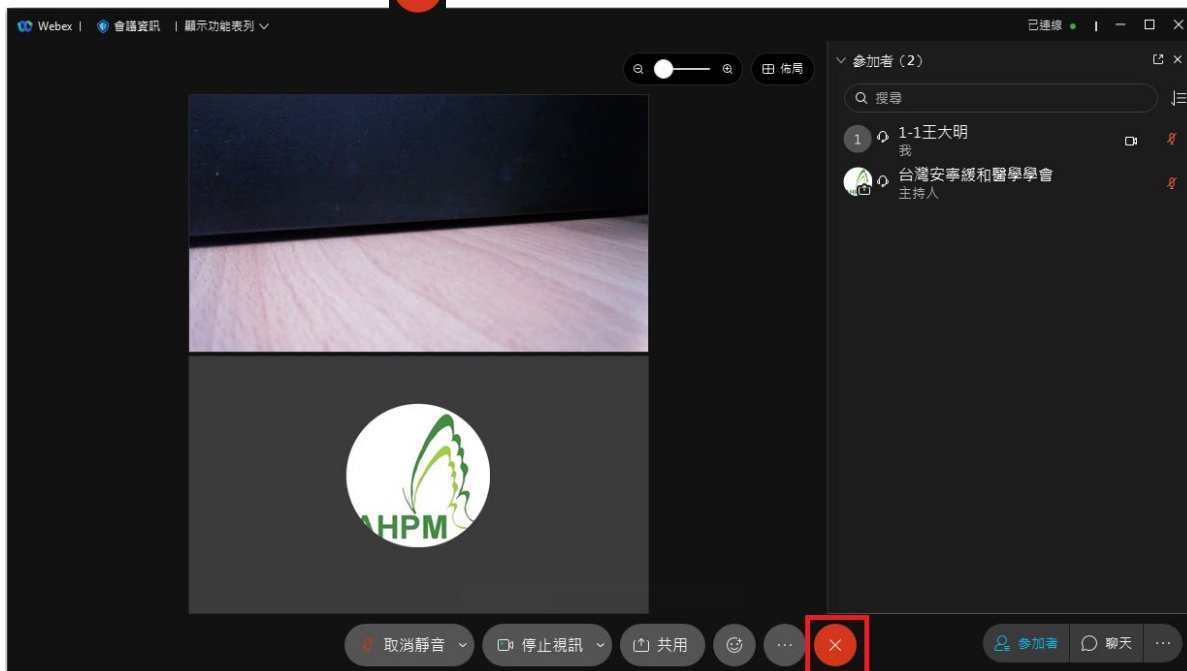 Webex | 會議資訊 | 顯示功能表列
已連線
佈局
參加者（2）
搜尋
1
1-1王大明
我
台灣安寧緩和醫學學會
主持人
AHPM
取消靜音
停止視訊
共用
參加者
聊天